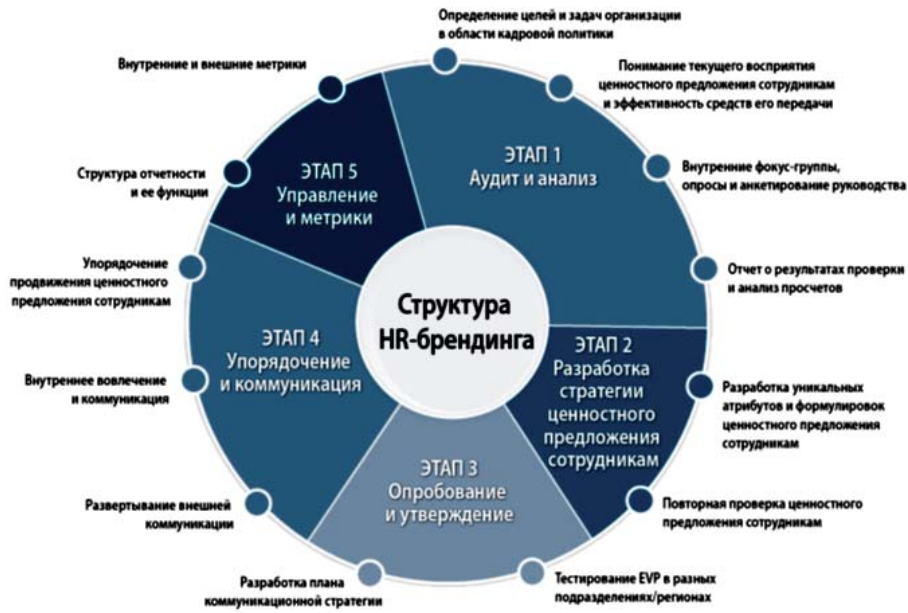 Определение целей и задач организации
в области кадровой политики
Понимание текущего восприятия
ценностного предложения сотрудникам
и эффективность средств его передачи
Внутренние фокус-группы,
опросы и анкетирование руководства
Отчет о результатах проверки
и анализ просчетов
Разработка уникальных
атрибутов и формулировок
ценностного предложения
сотрудникам
Повторная проверка ценностного
предложения сотрудникам
Тестирование EVP в разных
подразделениях/регионах
Разработка плана
коммуникационной стратегии
Развертывание внешней
коммуникации
Внутреннее вовлечение
и коммуникация
Упорядочение
продвижения ценностного
предложения сотрудникам
Структура отчетности
и ее функции
Внутренние и внешние метрики
ЭТАП 1
Аудит и анализ
ЭТАП 2
Разработка
стратегии
ценностного
предложения
сотрудникам
ЭТАП 3
Опробование
и утверждение
ЭТАП 4
Упорядочение
и коммуникация
ЭТАП 5
Управление
и метрики
Структура
HR-брендинга